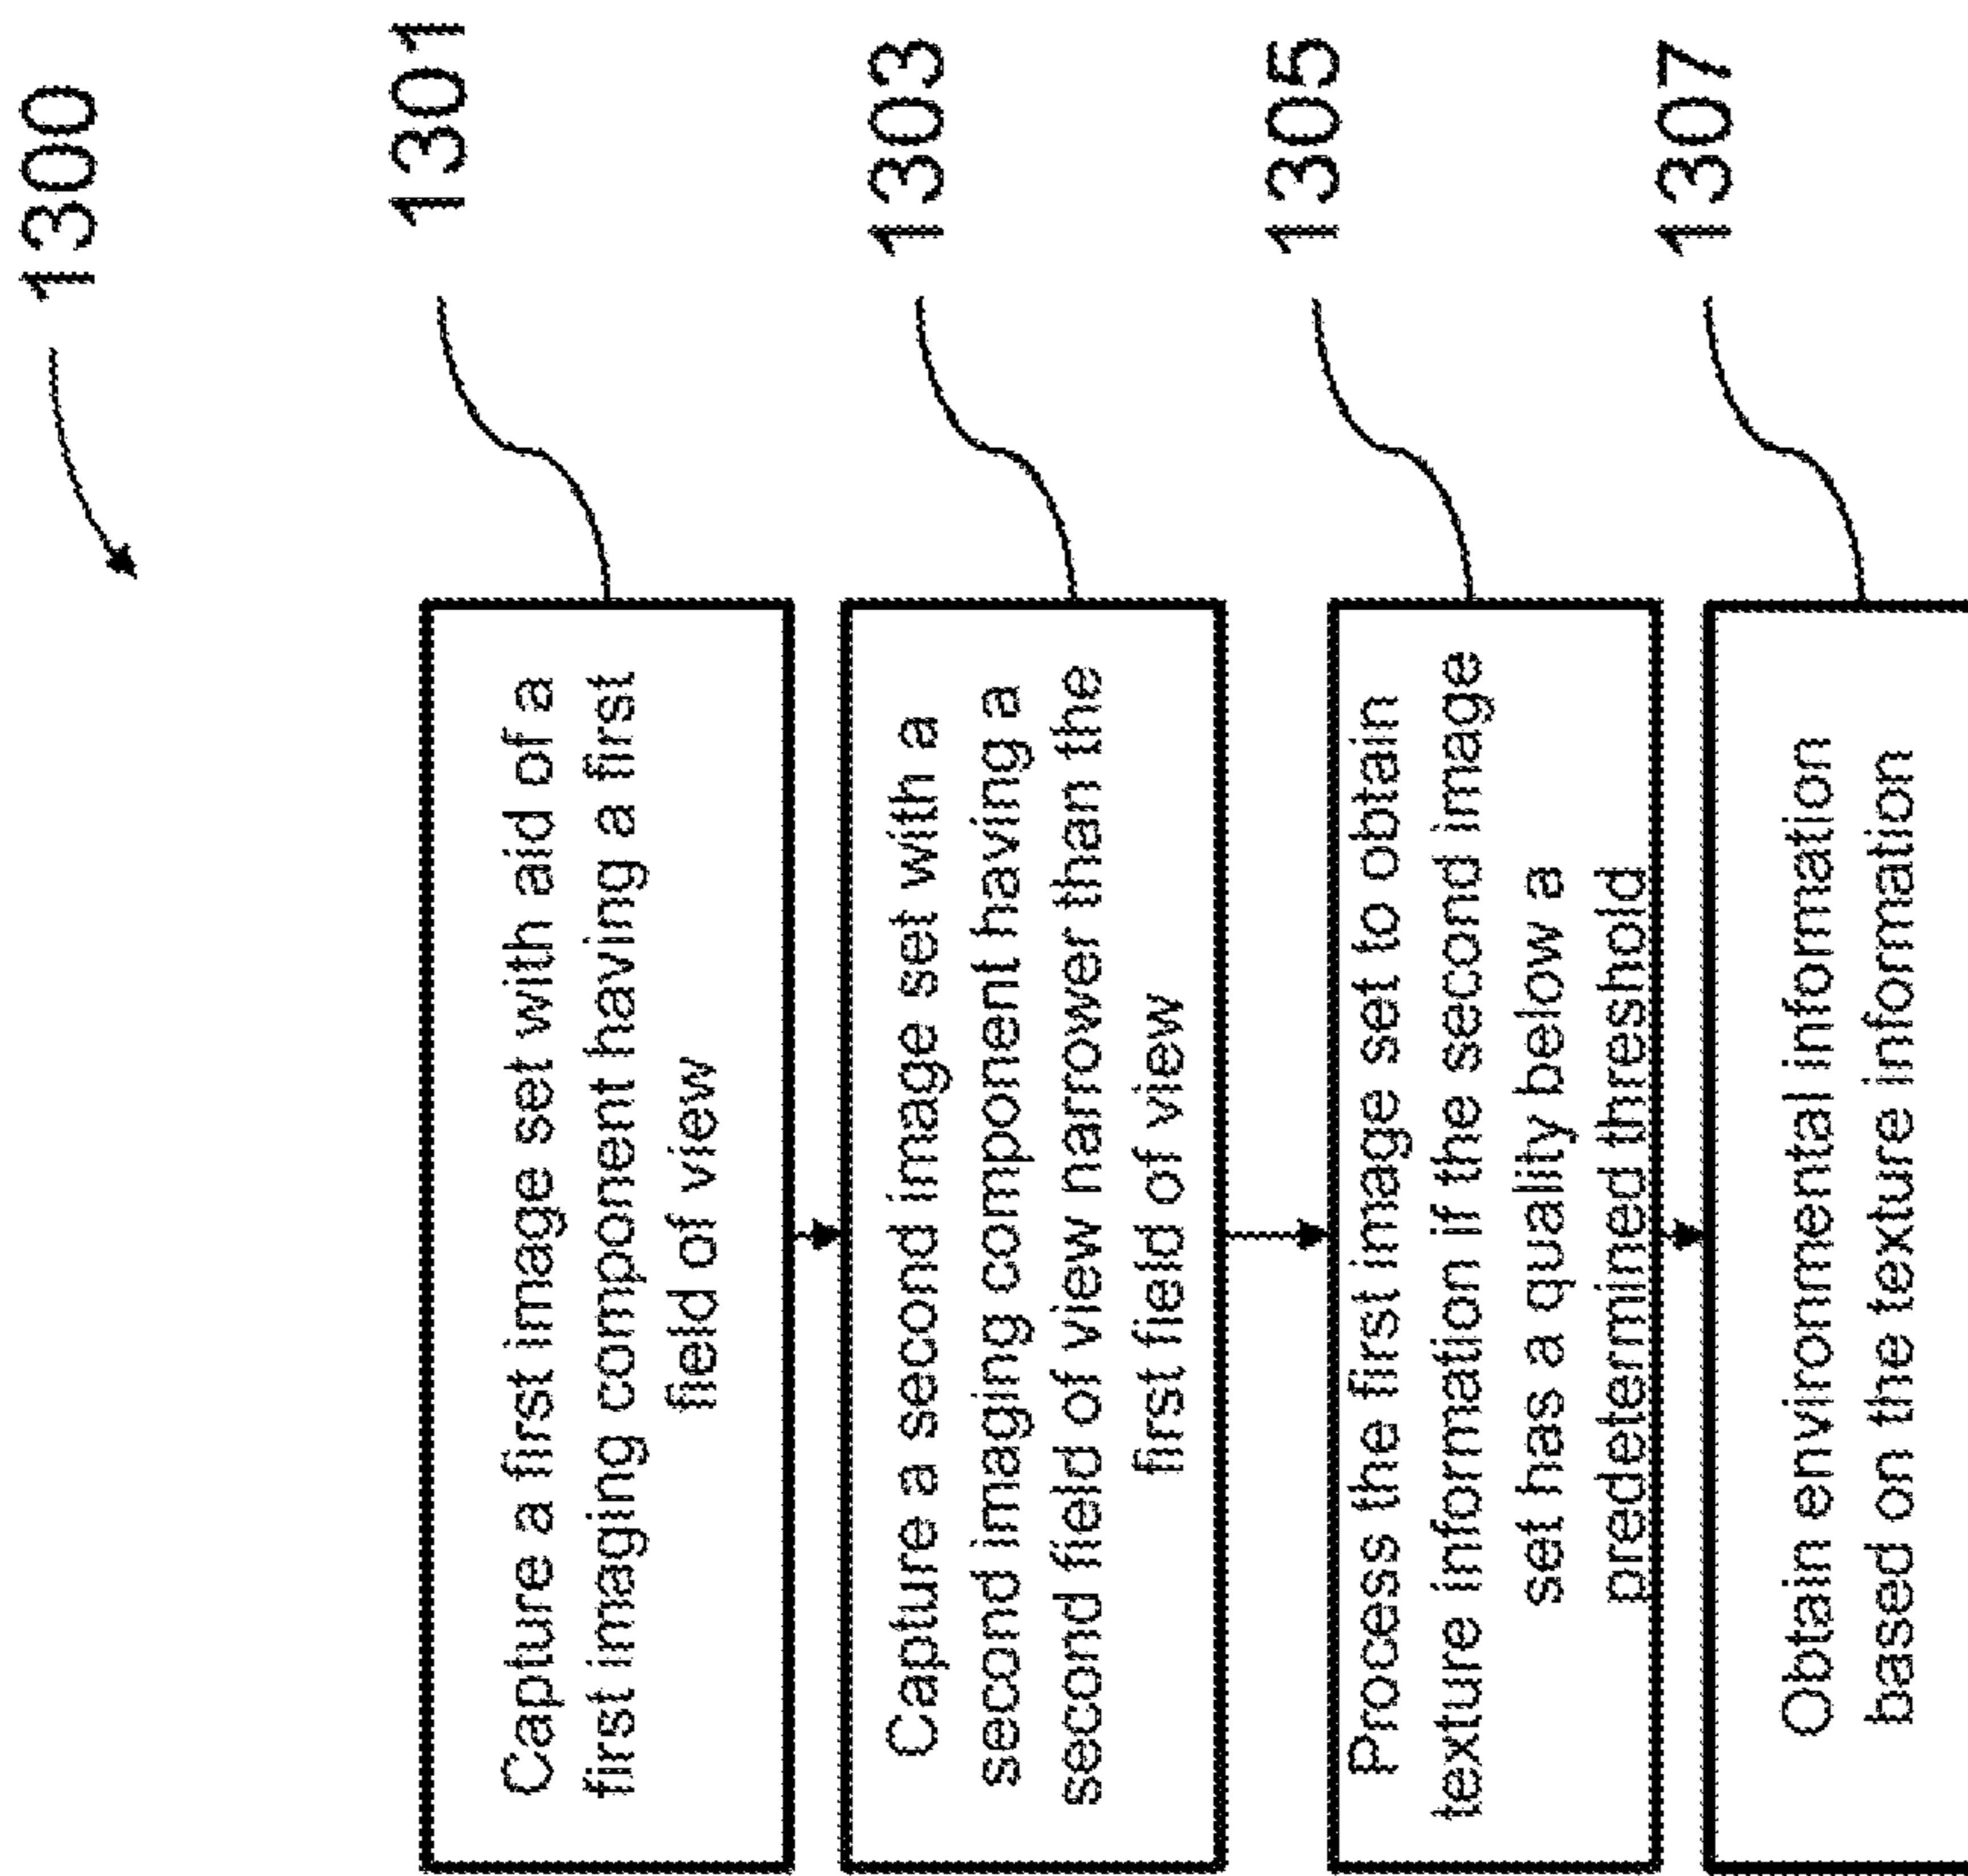 1300
1301
Capture a first image set with aid of a
first imaging component having a first
field of view
1303
Capture a second image set with a
second imaging component having a
second field of view narrower than the
first field of view
1305
Process the first image set to obtain
texture information if the second image
set has a quality below a
predetermined threshold
1307
Obtain environmental information
based on the texture information